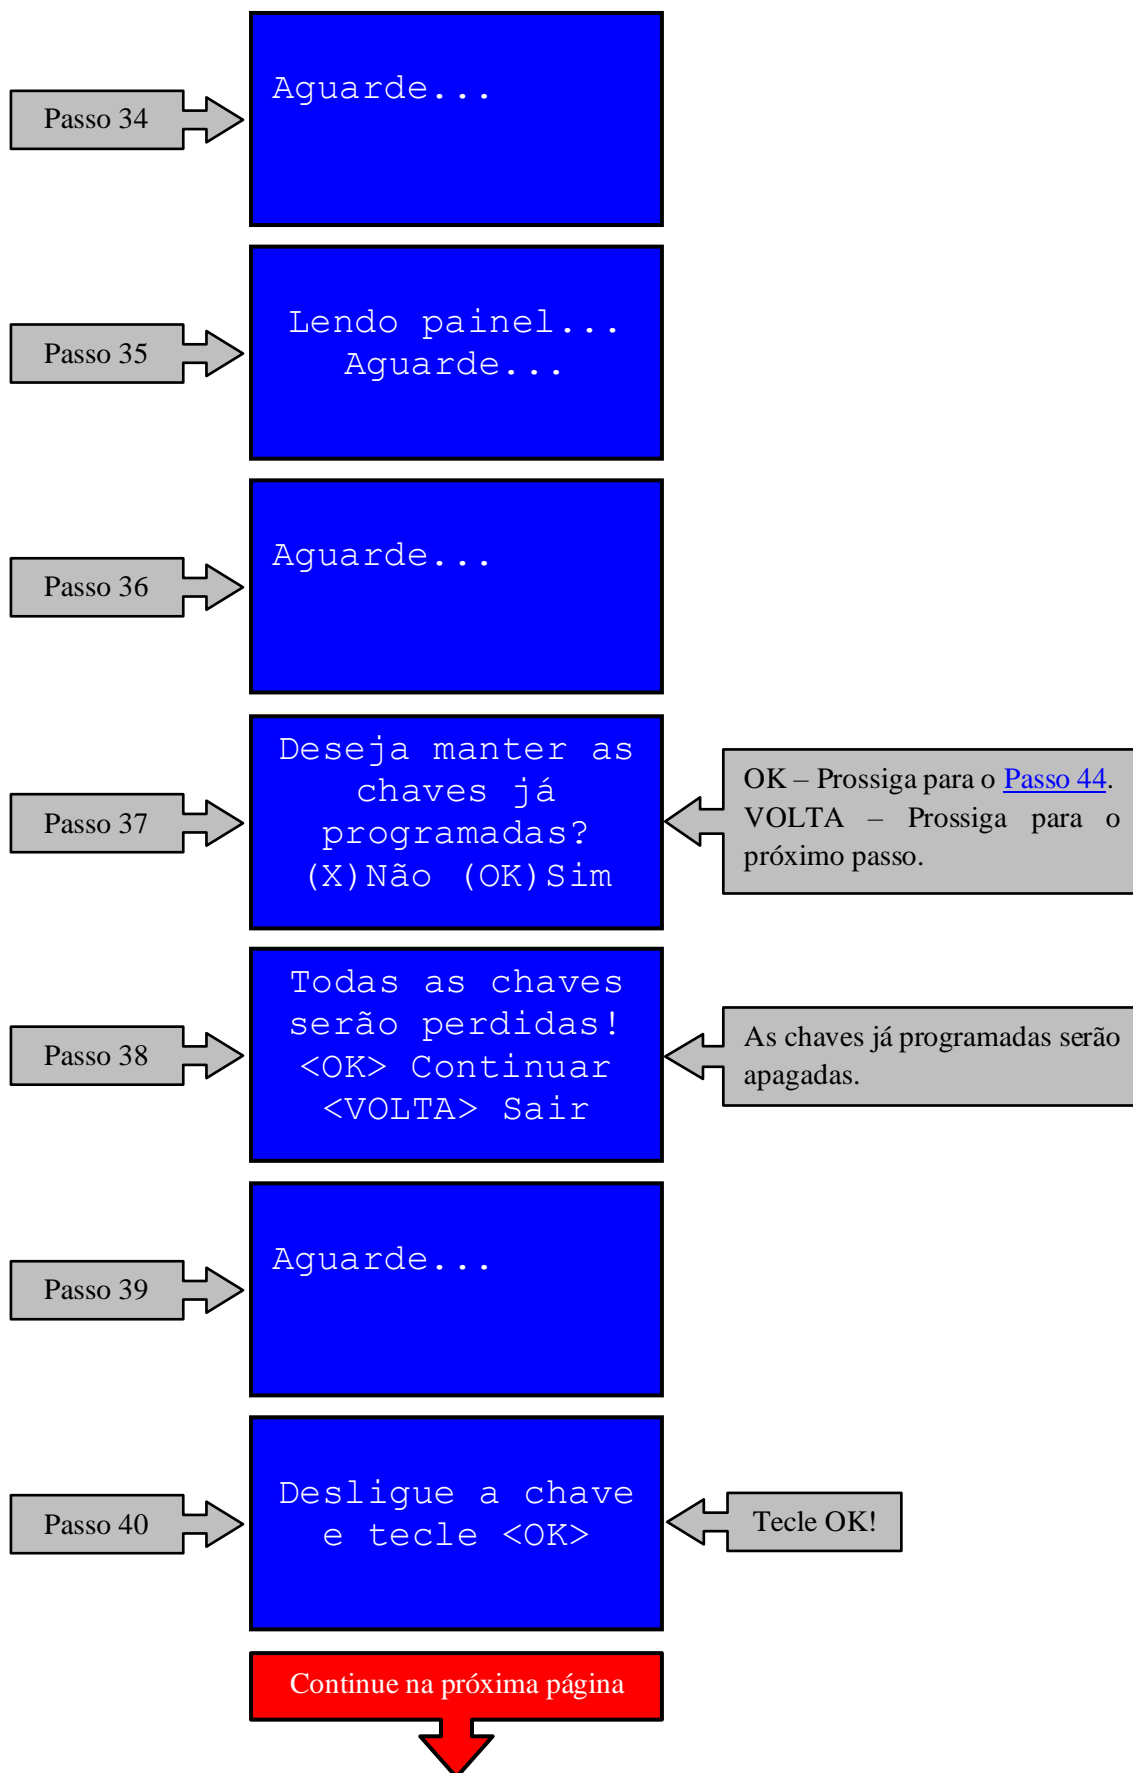 Passo 34
Aguarde...
Passo 35
Lendo painel...
Aguarde...
Passo 36
Aguarde...
Passo 37
Deseja manter as
chaves já
programadas?
(X)Não (OK)Sim
OK – Prossiga para o Passo 44.
VOLTA – Prossiga para o
próximo passo.
Passo 38
Todas as chaves
serão perdidas!
<OK> Continuar
<VOLTA> Sair
As chaves já programadas serão
apagadas.
Passo 39
Aguarde...
Passo 40
Desligue a chave
e tecle <OK>
Tecle OK!
Continue na próxima página